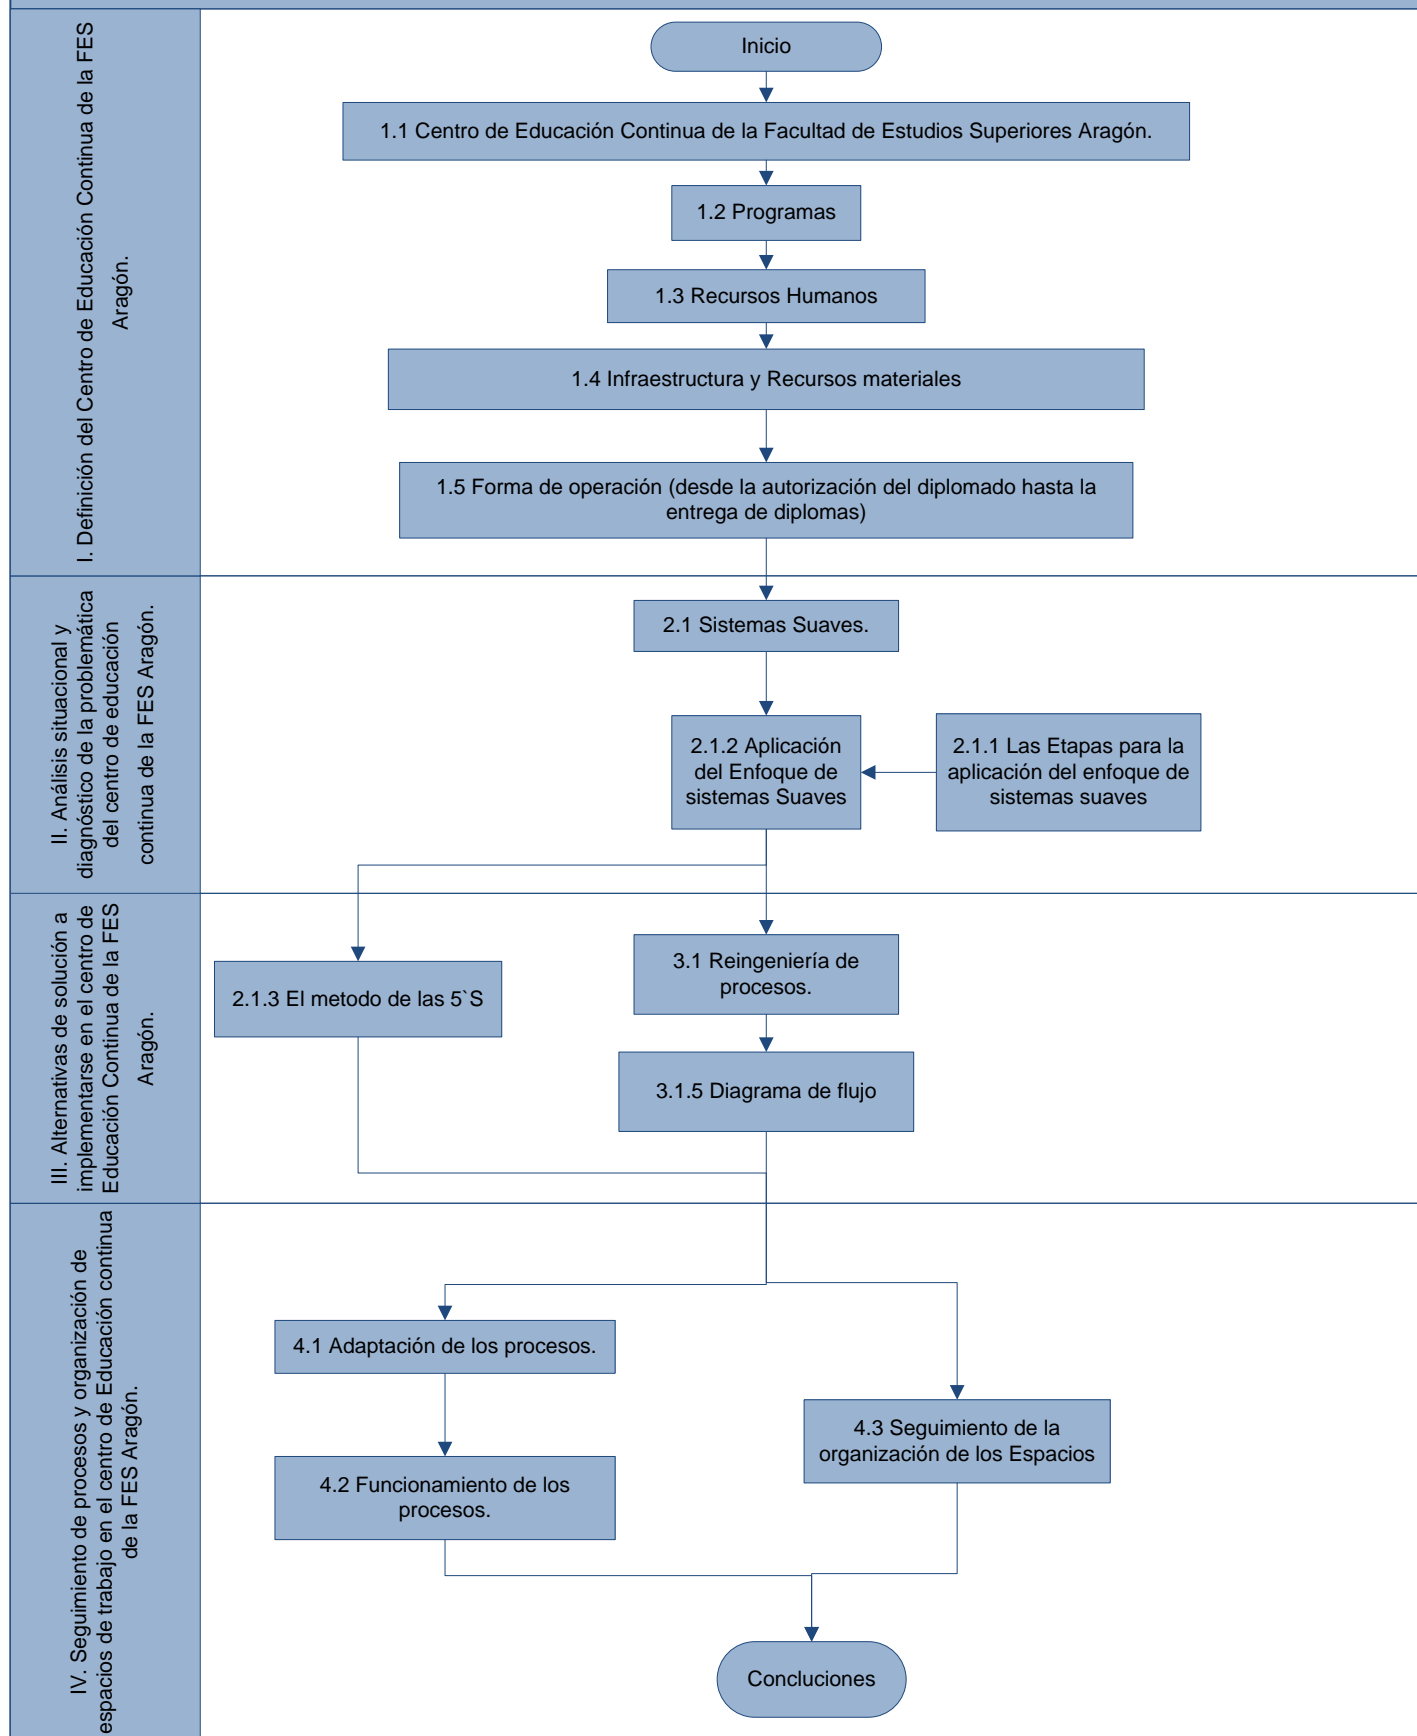 I. Definición del Centro de Educación Continua de la FES
Aragón.
Inicio
1.1 Centro de Educación Continua de la Facultad de Estudios Superiores Aragón.
1.2 Programas
1.3 Recursos Humanos
1.4 Infraestructura y Recursos materiales
1.5 Forma de operación (desde la autorización del diplomado hasta la
entrega de diplomas)
II. Análisis situacional y
diagnóstico de la problemática
del centro de educación
continua de la FES Aragón.
2.1 Sistemas Suaves.
2.1.2 Aplicación
del Enfoque de
sistemas Suaves
2.1.1 Las Etapas para la
aplicación del enfoque de
sistemas suaves
III. Alternativas de solución a
implementarse en el centro de
Educación Continua de la FES
Aragón.
2.1.3 El metodo de las 5`S
3.1 Reingeniería de
procesos.
3.1.5 Diagrama de flujo
IV. Seguimiento de procesos y organización de
espacios de trabajo en el centro de Educación continua
de la FES Aragón.
4.1 Adaptación de los procesos.
4.2 Funcionamiento de los
procesos.
4.3 Seguimiento de la
organización de los Espacios
Concluciones